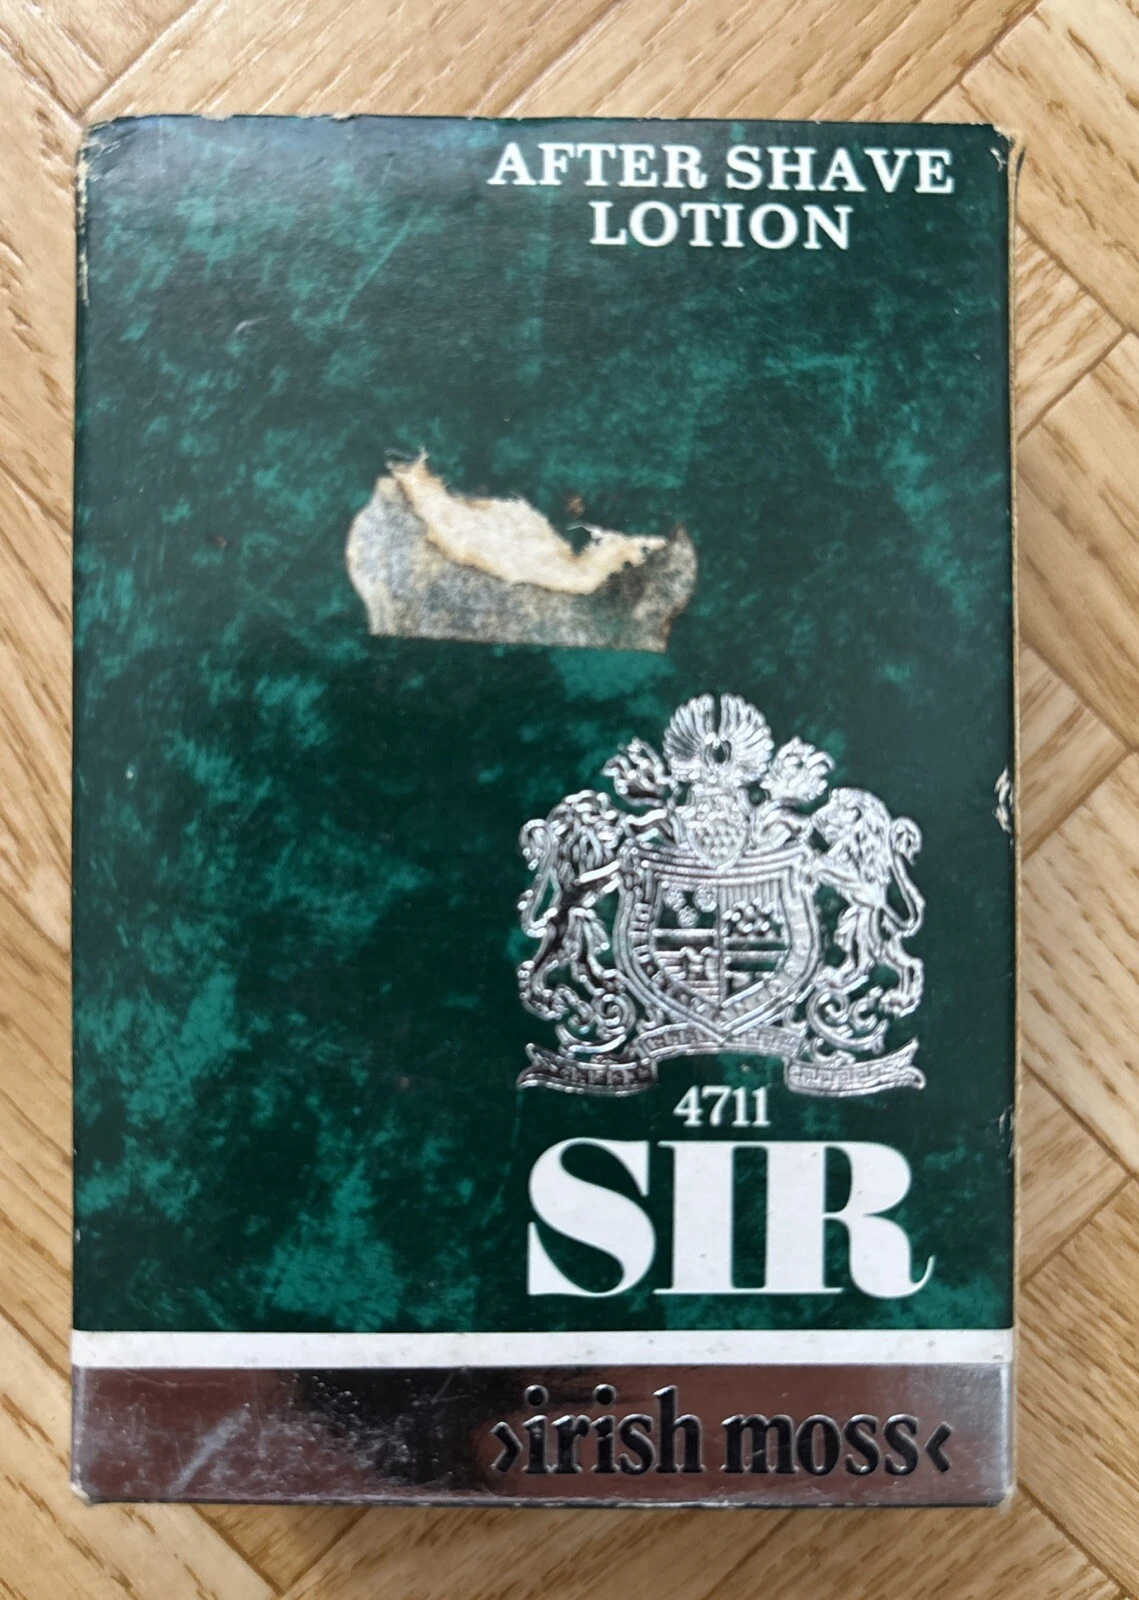 AFTER SHAVE
LOTION
4711
SIR
›irish moss‹